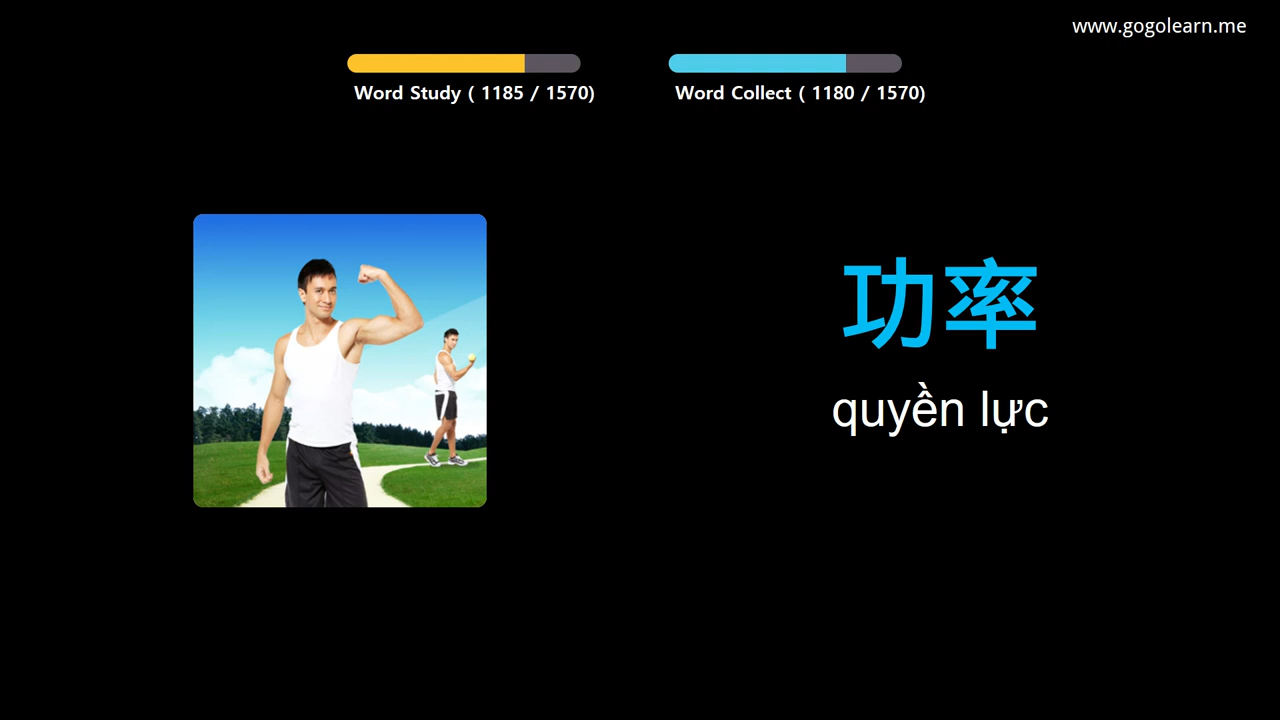 www.gogolearn.me
Word Study ( 1185 / 1570)
Word Collect ( 1180 / 1570)
功率
quyền lực